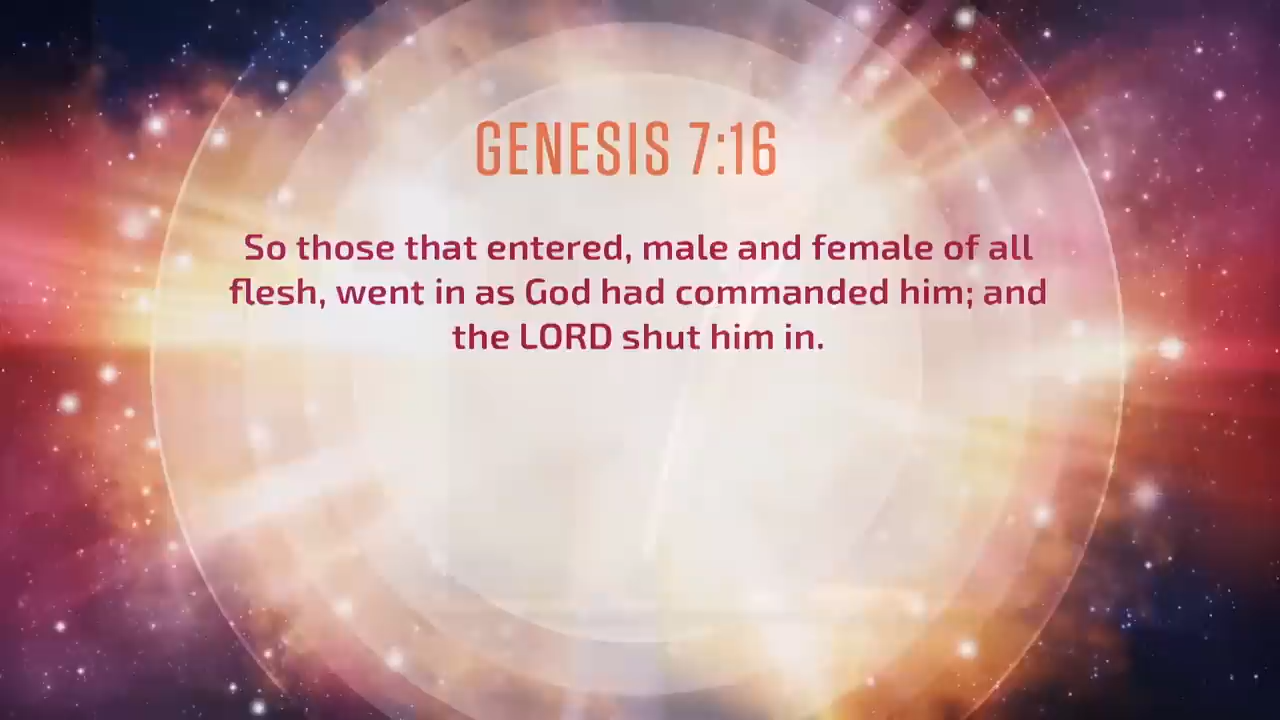 GENESIS 7:16
So those that entered, male and female of all
flesh, went in as God had commanded him; and
the LORD shut him in.